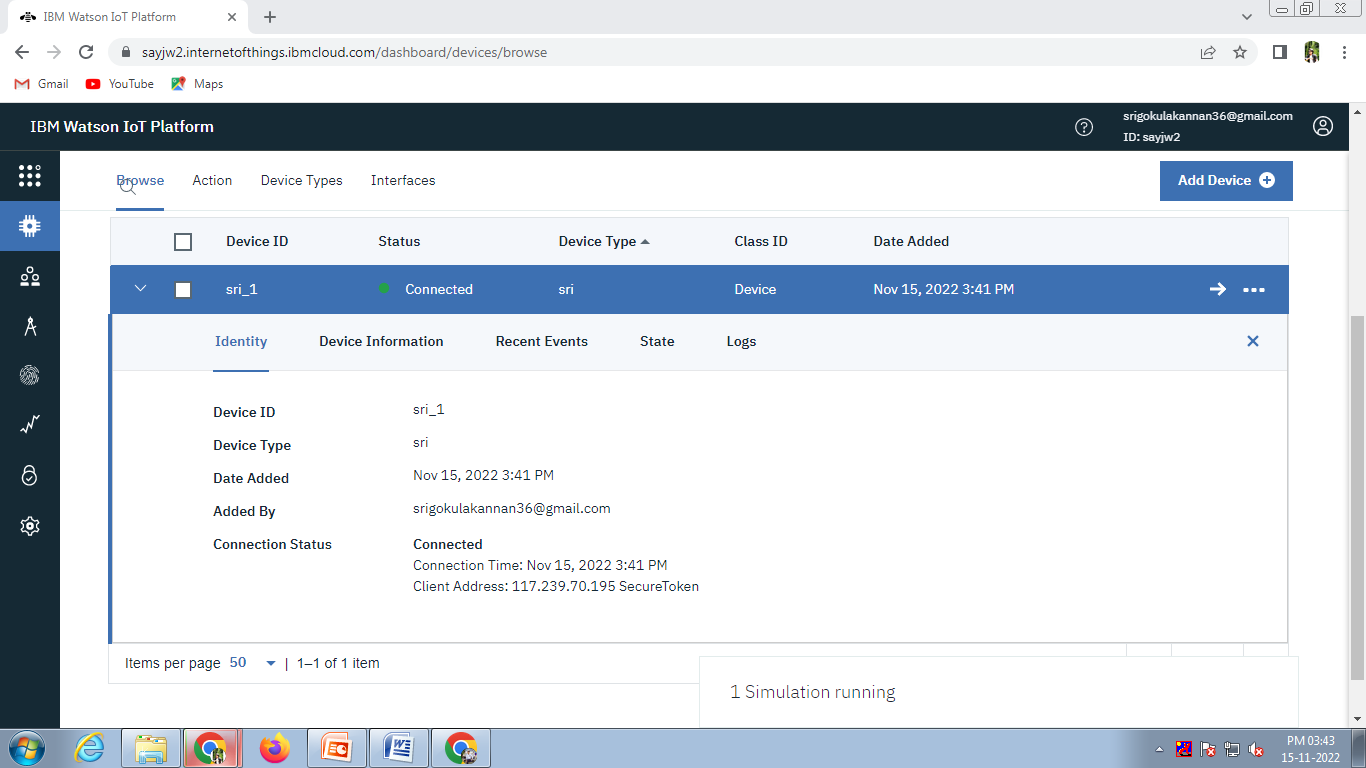 IBM Watson IoT Platform
sayjw2.internetofthings.ibmcloud.com/dashboard/devices/browse
Gmail YouTube Maps
IBM Watson IoT Platform
srigokulakannan36@gmail.com
ID: sayjw2
Browse Action Device Types Interfaces
Add Device
Device ID Status Device Type Class ID Date Added
sri_1 Connected sri Device Nov 15, 2022 3:41 PM
Identity Device Information Recent Events State Logs
Device ID sri_1
Device Type sri
Date Added Nov 15, 2022 3:41 PM
Added By srigokulakannan36@gmail.com
Connection Status Connected
Connection Time: Nov 15, 2022 3:41 PM
Client Address: 117.239.70.195 SecureToken
Items per page 50 | 1–1 of 1 item
1 Simulation running
PM 03:43
15-11-2022